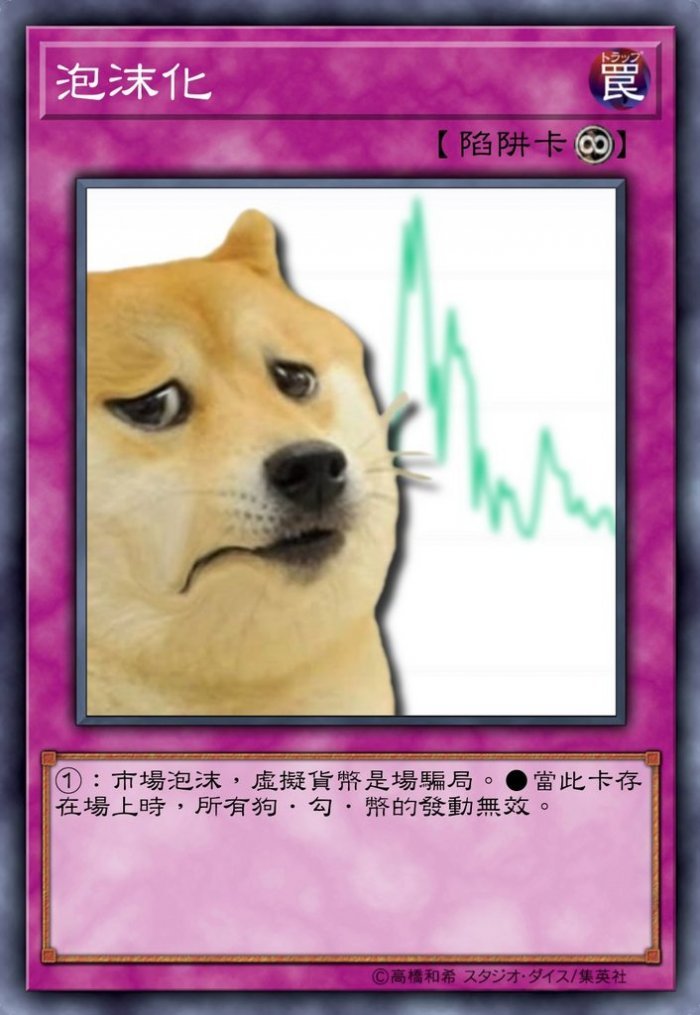 泡沫化
トラップ
罠
【陷阱卡♾】
①：市場泡沫，虛擬貨幣是場騙局。●當此卡存
在場上時，所有狗・勾・幣的發動無效。
©高橋和希 スタジオ・ダイス/集英社